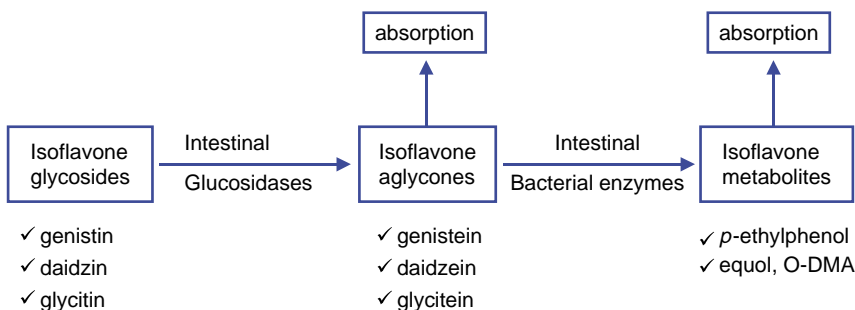 absorption
absorption
Isoflavone
glycosides
Intestinal
Glucosidases
Isoflavone
aglycones
Intestinal
Bacterial enzymes
Isoflavone
metabolites
✓ genistin
✓ daidzin
✓ glycitin
✓ genistein
✓ daidzein
✓ glycitein
✓ p-ethylphenol
✓ equol, O-DMA